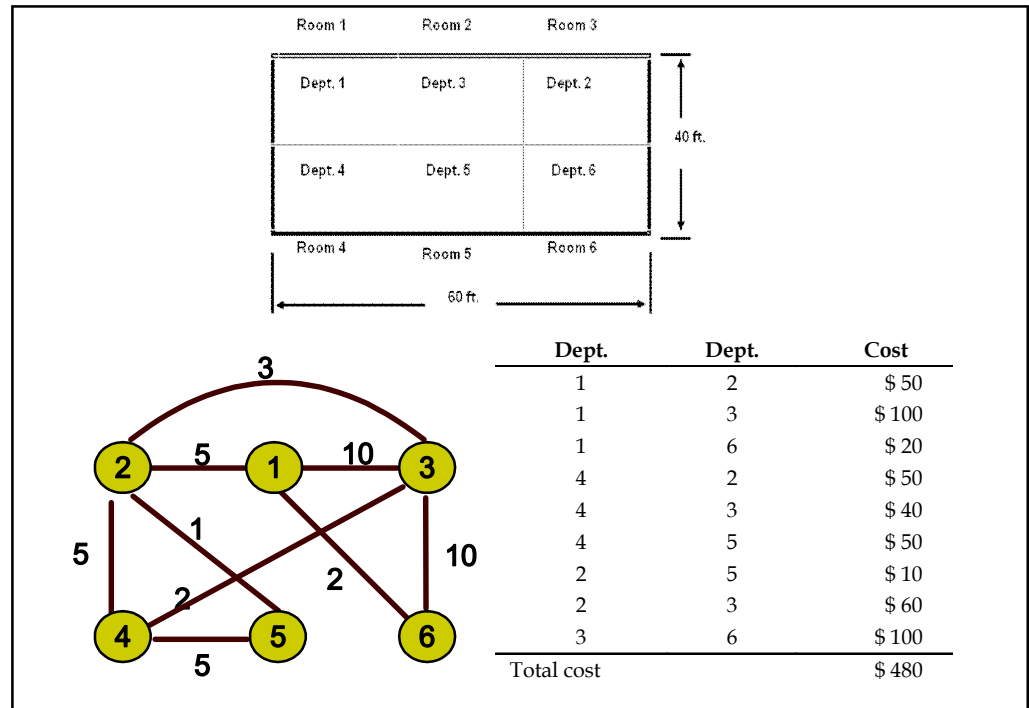 Room 1 Room 2 Room 3
Dept. 1 Dept. 3 Dept. 2
40 ft.
Dept. 4 Dept. 5 Dept. 6
Room 4 Room 5 Room 6
60 ft.
3
2 5 1 10 3
1
5 10
2 2
4 5 6
5
Dept. Dept. Cost
1 2 $ 50
1 3 $ 100
1 6 $ 20
4 2 $ 50
4 3 $ 40
4 5 $ 50
2 5 $ 10
2 3 $ 60
3 6 $ 100
Total cost $ 480